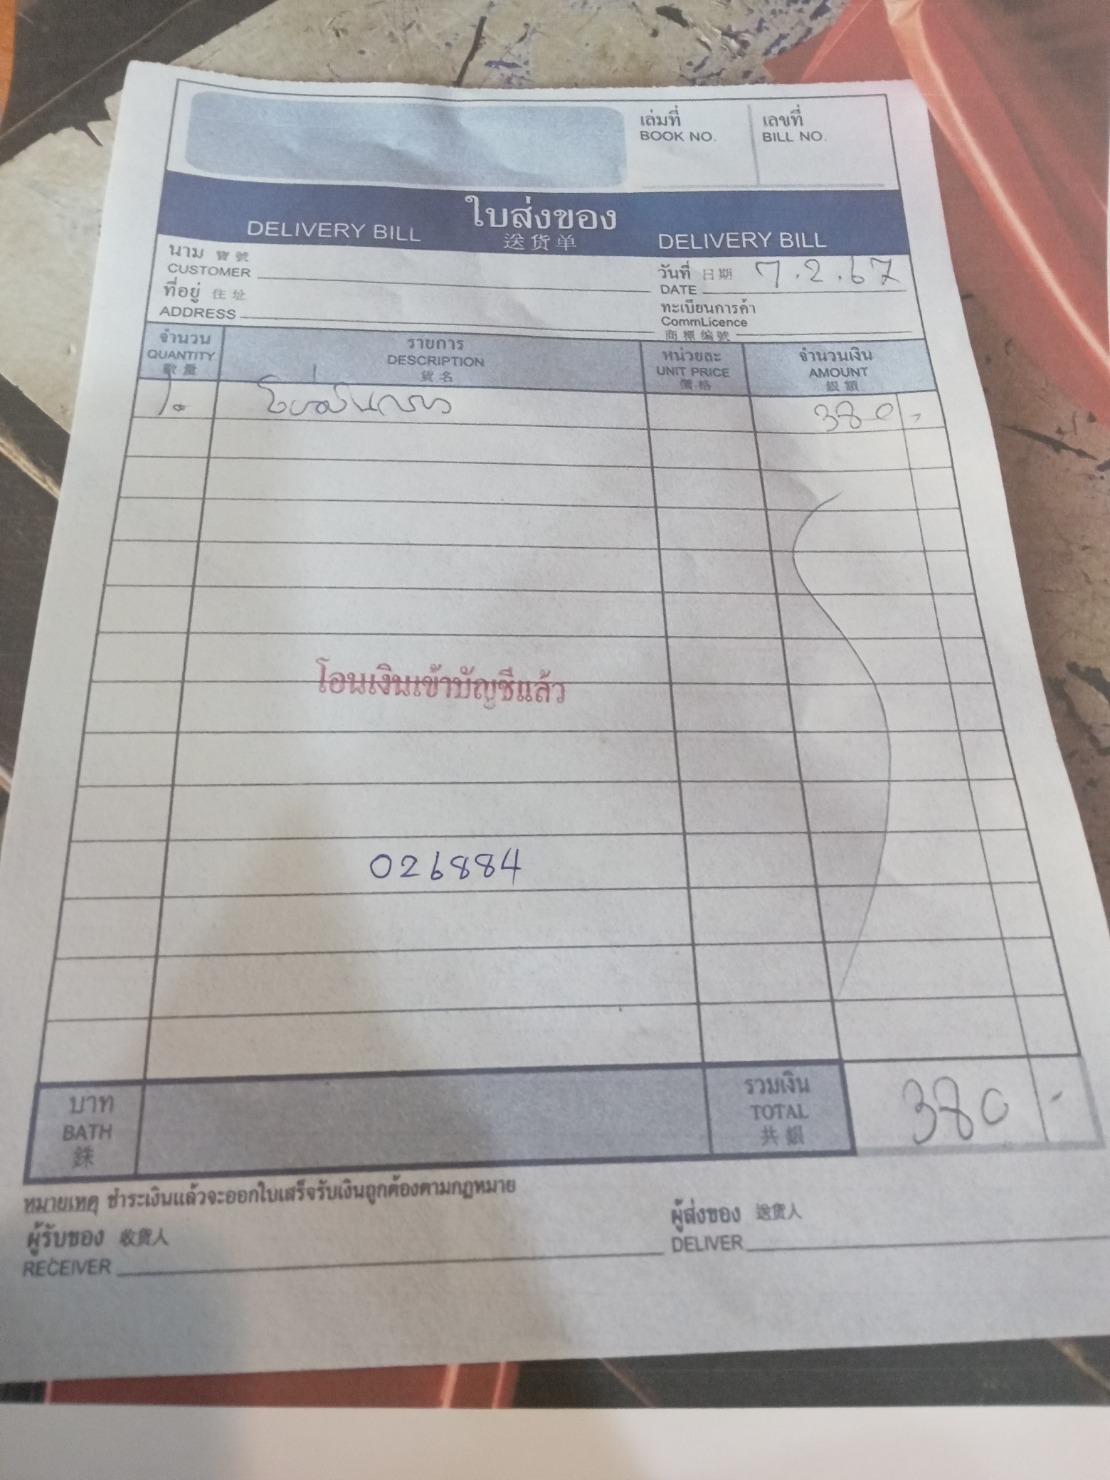 เล่มที่ เลขที่
BOOK NO. BILL NO.
ใบส่งของ
DELIVERY BILL 送货单 DELIVERY BILL
นาม 寶號 วันที่ 日期 7.2.67
CUSTOMER DATE
ที่อยู่ 住址 ทะเบียนการค้า
ADDRESS CommLicence
商標編號
จำนวน รายการ หน่วยละ จำนวนเงิน
QUANTITY DESCRIPTION UNIT PRICE AMOUNT
數量 貨名 價格 銀額
380 -
โอนเงินเข้าบัญชีแล้ว
026884
บาท รวมเงิน
BATH TOTAL 380 -
銖 共銀
หมายเหตุ ชำระเงินแล้วจะออกใบเสร็จรับเงินถูกต้องตามกฎหมาย
ผู้รับของ 收貨人 ผู้ส่งของ 送貨人
RECEIVER DELIVER